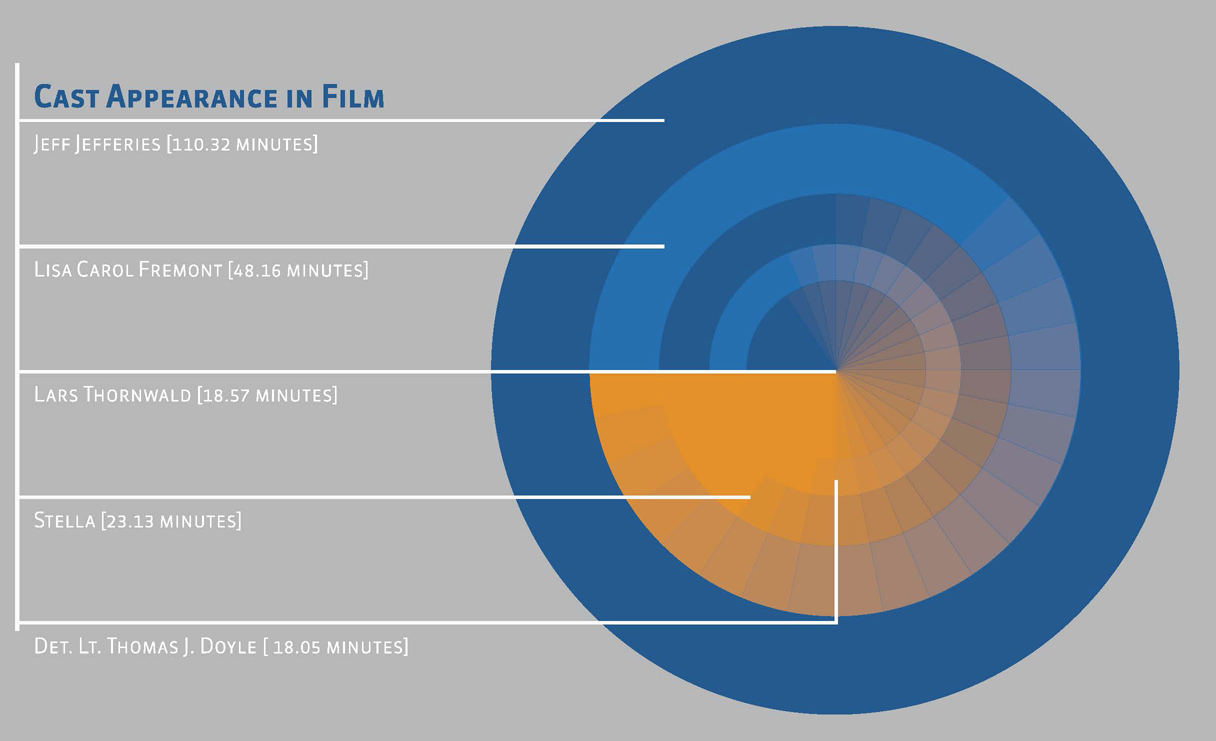 Cast Appearance in Film
Jeff Jefferies [110.32 minutes]
Lisa Carol Fremont [48.16 minutes]
Lars Thornwald [18.57 minutes]
Stella [23.13 minutes]
Det. Lt. Thomas J. Doyle [ 18.05 minutes]